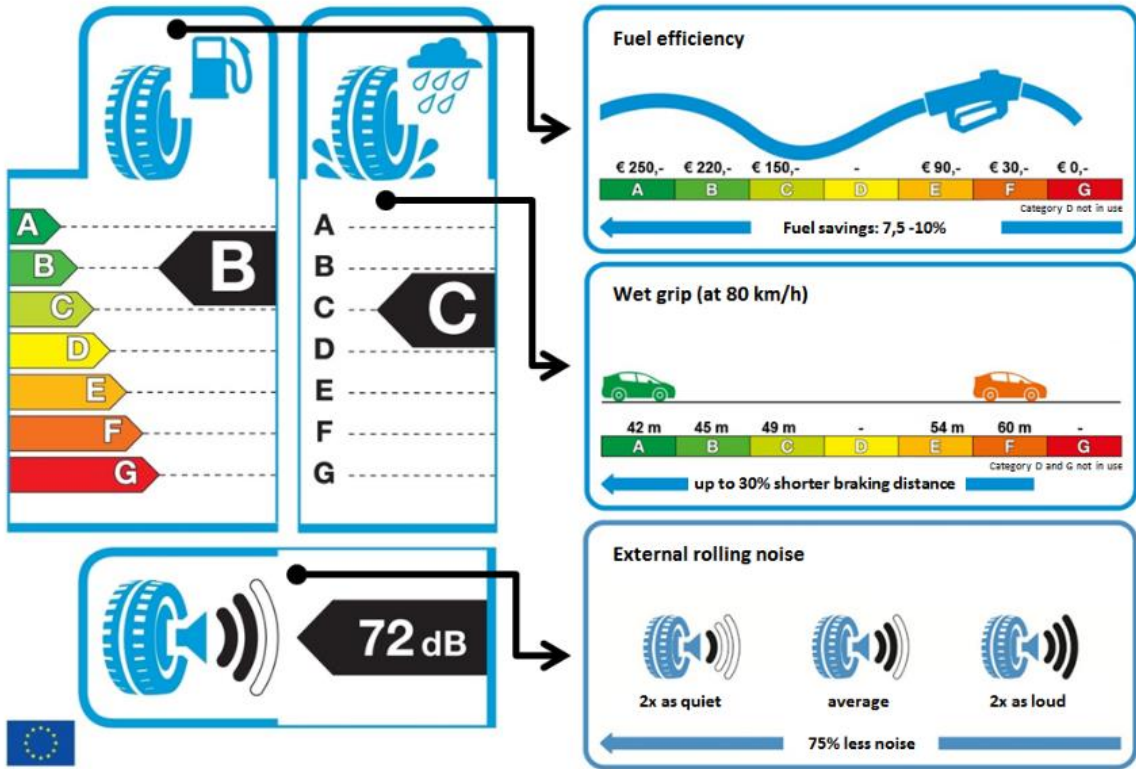 A
B
C
D
E
F
G
B
A
B
C
D
E
F
G
C
72 dB
Fuel efficiency
€ 250,- € 220,- € 150,- - € 90,- € 30,- € 0,-
A B C D E F G
Category D not in use
Fuel savings: 7,5 -10%
Wet grip (at 80 km/h)
42 m 45 m 49 m - 54 m 60 m -
A B C D E F G
Category D and G not in use
up to 30% shorter braking distance
External rolling noise
2x as quiet average 2x as loud
75% less noise